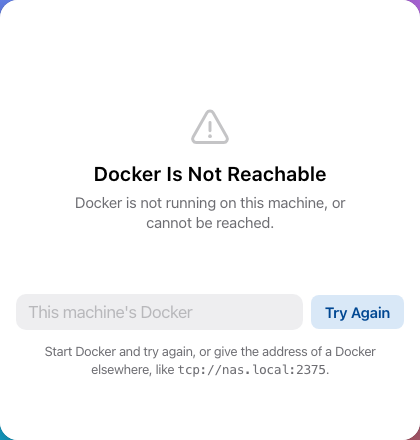 Docker Is Not Reachable
Docker is not running on this machine, or
cannot be reached.
This machine's Docker
Try Again
Start Docker and try again, or give the address of a Docker
elsewhere, like tcp://nas.local:2375.